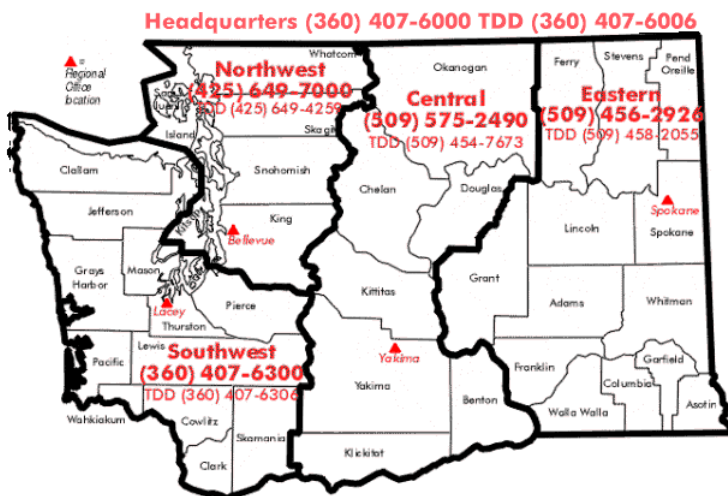 Headquarters (360) 407-6000 TDD (360) 407-6006
▲ =
Regional
Office
location
Northwest
(425) 649-7000
TDD (425) 649-4259
Central
(509) 575-2490
TDD (509) 454-7673
Eastern
(509) 456-2926
TDD (509) 458-2055
Southwest
(360) 407-6300
TDD (360) 407-6306
Whatcom
San
Juan
Island
Skagit
Snohomish
King
Kitsap
Bellevue
Clallam
Jefferson
Grays
Harbor
Mason
Lacey
Thurston
Pierce
Pacific
Lewis
Wahkiakum
Cowlitz
Skamania
Clark
Okanogan
Chelan
Douglas
Kittitas
Yakima
Yakima
Benton
Klickitat
Ferry
Stevens
Pend
Oreille
Spokane
Spokane
Lincoln
Grant
Adams
Whitman
Franklin
Garfield
Columbia
Walla Walla
Asotin